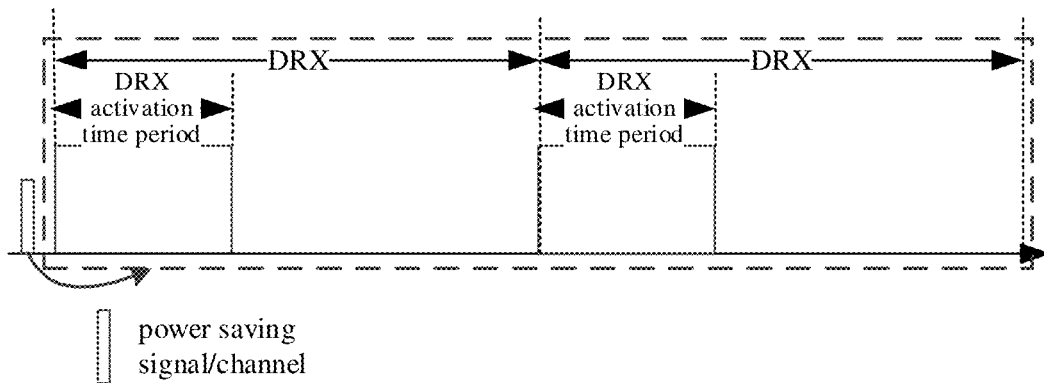 DRX
DRX
DRX
activation
time period
DRX
activation
time period
power saving
signal/channel